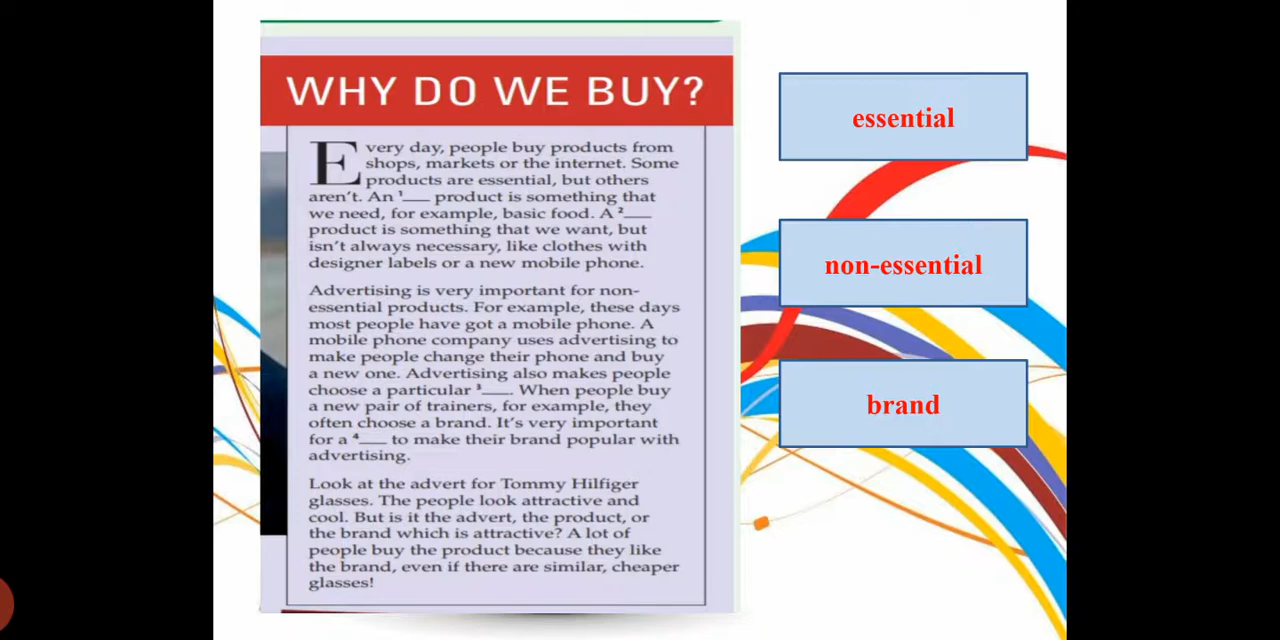 WHY DO WE BUY?
Every day, people buy products from
shops, markets or the internet. Some
products are essential, but others
aren't. An ¹___ product is something that
we need, for example, basic food. A ²___
product is something that we want, but
isn't always necessary, like clothes with
designer labels or a new mobile phone.
Advertising is very important for non-
essential products. For example, these days
most people have got a mobile phone. A
mobile phone company uses advertising to
make people change their phone and buy
a new one. Advertising also makes people
choose a particular ³___. When people buy
a new pair of trainers, for example, they
often choose a brand. It's very important
for a ⁴___ to make their brand popular with
advertising.
Look at the advert for Tommy Hilfiger
glasses. The people look attractive and
cool. But is it the advert, the product, or
the brand which is attractive? A lot of
people buy the product because they like
the brand, even if there are similar, cheaper
glasses!
essential
non-essential
brand